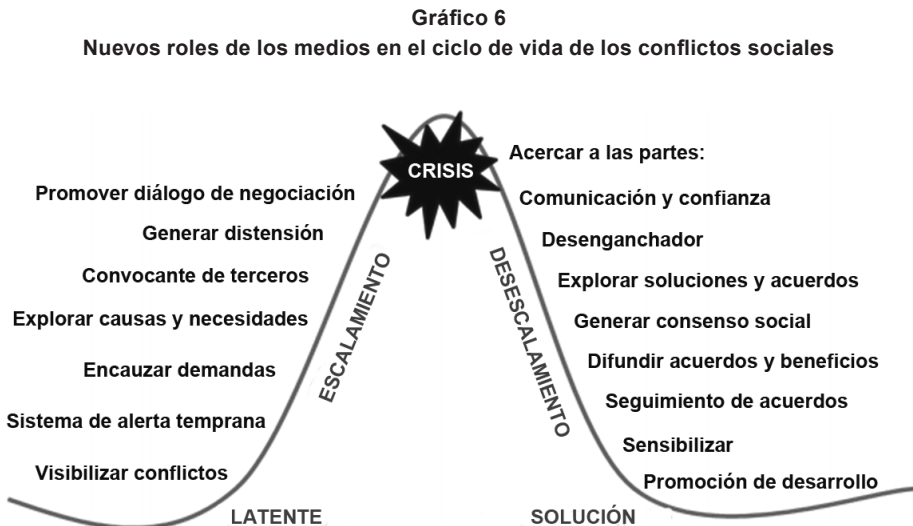 Gráfico 6
Nuevos roles de los medios en el ciclo de vida de los conflictos sociales
CRISIS
Promover diálogo de negociación
Generar distensión
Convocante de terceros
Explorar causas y necesidades
Encauzar demandas
Sistema de alerta temprana
Visibilizar conflictos
ESCALAMIENTO
LATENTE
Acercar a las partes:
Comunicación y confianza
Desenganchador
Explorar soluciones y acuerdos
Generar consenso social
Difundir acuerdos y beneficios
Seguimiento de acuerdos
Sensibilizar
Promoción de desarrollo
DESESCALAMIENTO
SOLUCIÓN